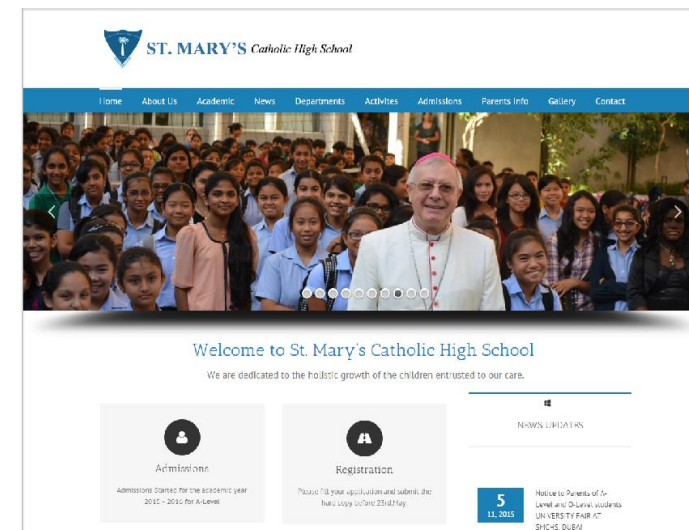 ST. MARY'S Catholic High School
Home About Us Academic News Departments Activites Admissions Parents Info Gallery Contact
Welcome to St. Mary's Catholic High School
We are dedicated to the holistic growth of the children entrusted to our care.
Admissions
Admissions Started for the academic year
2015 - 2016 for A-Level
Registration
Please fill your application and submit the
hard copy before 23rd May.
NEWS UPDATES
5
11, 2015
Notice to Parents of A-
Level and O-Level students
UNIVERSITY FAIR AT
SMCHS, DUBAI